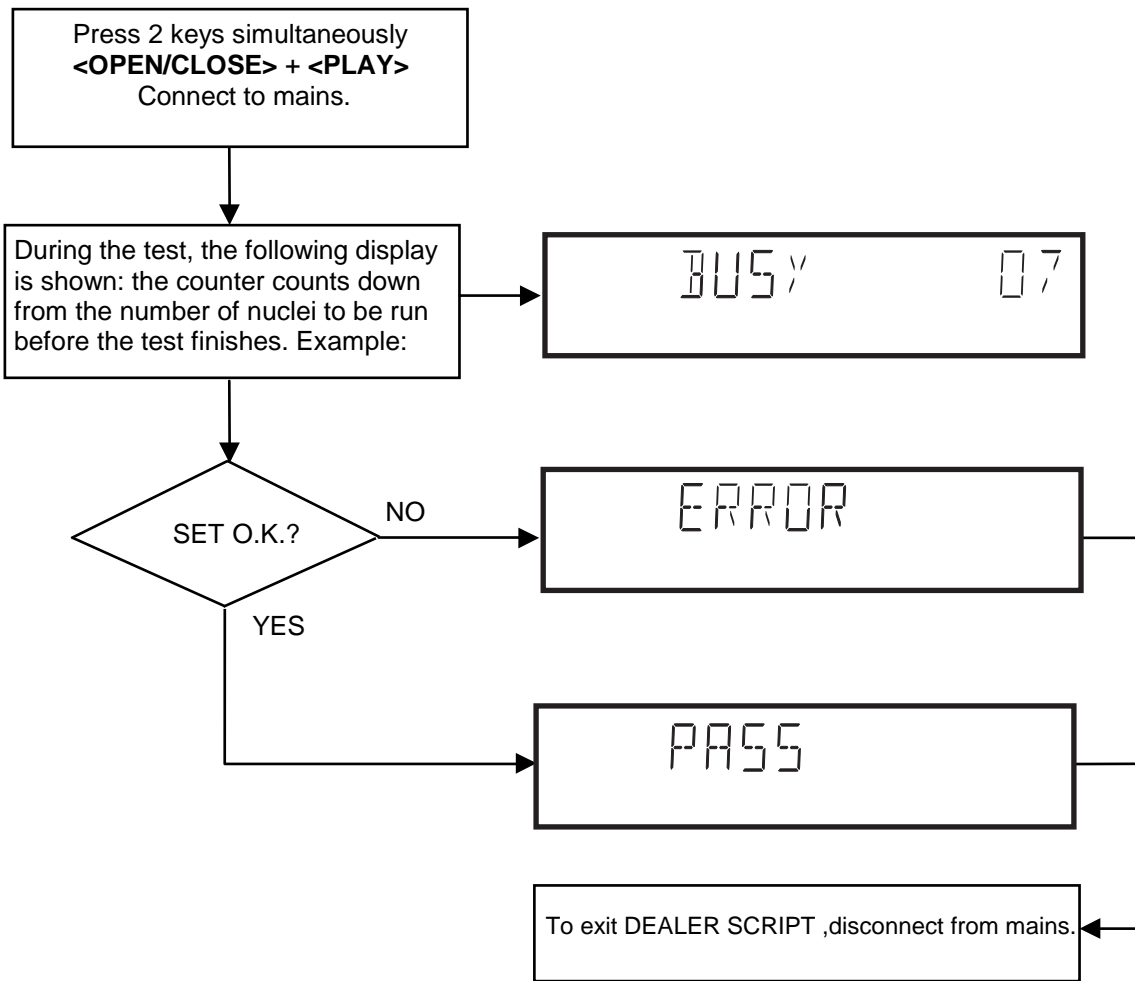 Press 2 keys simultaneously
<OPEN/CLOSE> + <PLAY>
Connect to mains.
During the test, the following display
is shown: the counter counts down
from the number of nuclei to be run
before the test finishes. Example:
BUSY 07
SET O.K.?
NO
ERROR
YES
PASS
To exit DEALER SCRIPT ,disconnect from mains.